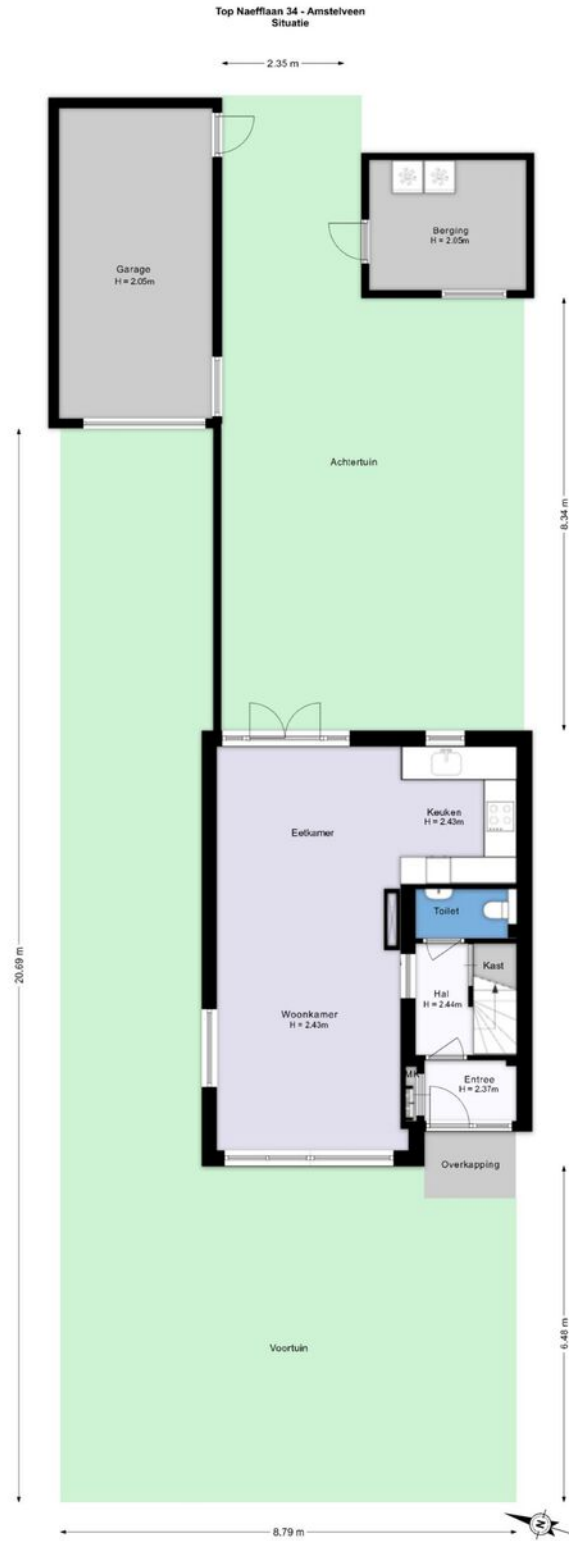 Top Naefflaan 34 - Amstelveen
Situatie
2.35 m
Garage
H = 2.05m
Berging
H = 2.05m
Achtertuin
8.34 m
20.69 m
Eetkamer
Keuken
H = 2.43m
Toilet
Kast
Hal
H = 2.44m
Woonkamer
H = 2.43m
MK
Entree
H = 2.37m
Overkapping
Voortuin
6.48 m
8.79 m
N